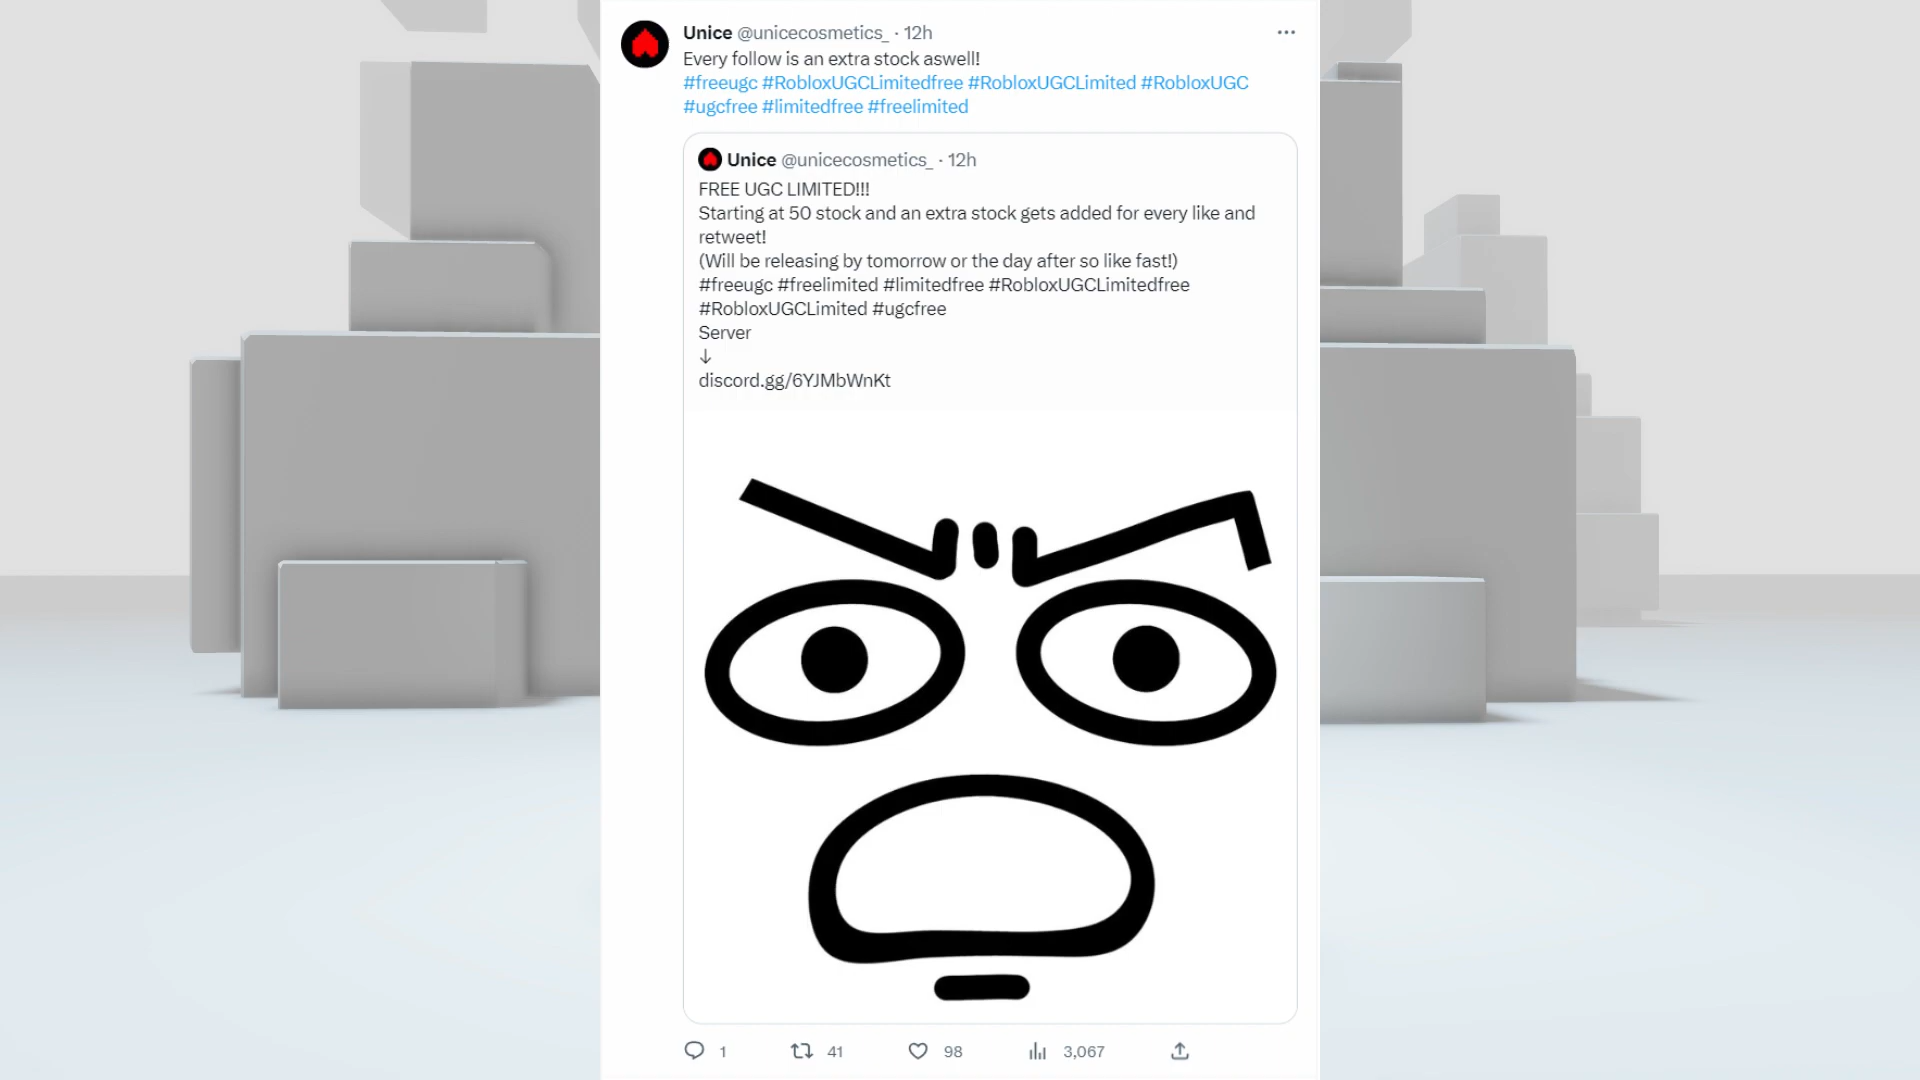 Unice @unicecosmetics_ · 12h
Every follow is an extra stock aswell!
#freeugc #RobloxUGCLimitedfree #RobloxUGCLimited #RobloxUGC
#ugcfree #limitedfree #freelimited
Unice @unicecosmetics_ · 12h
FREE UGC LIMITED!!!
Starting at 50 stock and an extra stock gets added for every like and
retweet!
(Will be releasing by tomorrow or the day after so like fast!)
#freeugc #freelimited #limitedfree #RobloxUGCLimitedfree
#RobloxUGCLimited #ugcfree
Server
↓
discord.gg/6YJMbWnKt
1 41 98 3,067